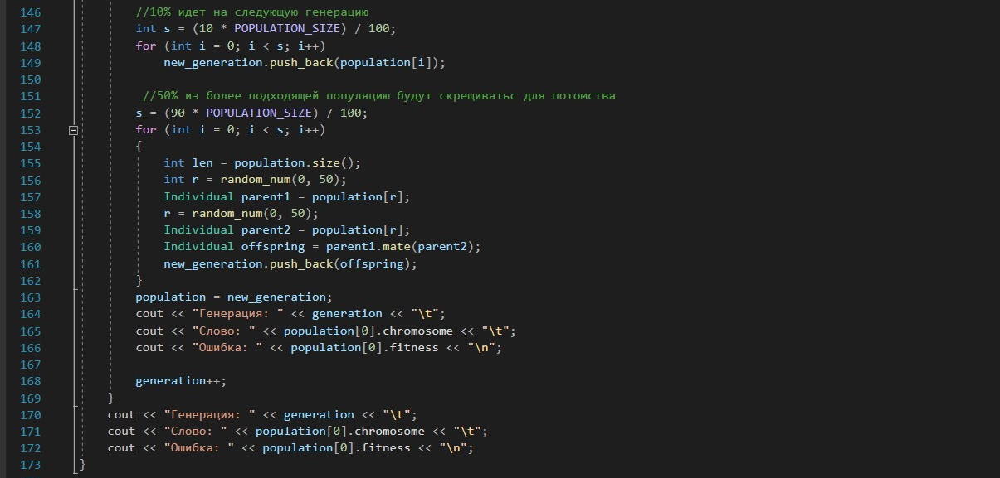 146 //10% идет на следующую генерацию
147 int s = (10 * POPULATION_SIZE) / 100;
148 for (int i = 0; i < s; i++)
149 new_generation.push_back(population[i]);
150
151 //50% из более подходящей популяцию будут скрещиватьс для потомства
152 s = (90 * POPULATION_SIZE) / 100;
153 for (int i = 0; i < s; i++)
154 {
155 int len = population.size();
156 int r = random_num(0, 50);
157 Individual parent1 = population[r];
158 r = random_num(0, 50);
159 Individual parent2 = population[r];
160 Individual offspring = parent1.mate(parent2);
161 new_generation.push_back(offspring);
162 }
163 population = new_generation;
164 cout << "Генерация: " << generation << "\t";
165 cout << "Слово: " << population[0].chromosome << "\t";
166 cout << "Ошибка: " << population[0].fitness << "\n";
167
168 generation++;
169 }
170 cout << "Генерация: " << generation << "\t";
171 cout << "Слово: " << population[0].chromosome << "\t";
172 cout << "Ошибка: " << population[0].fitness << "\n";
173 }